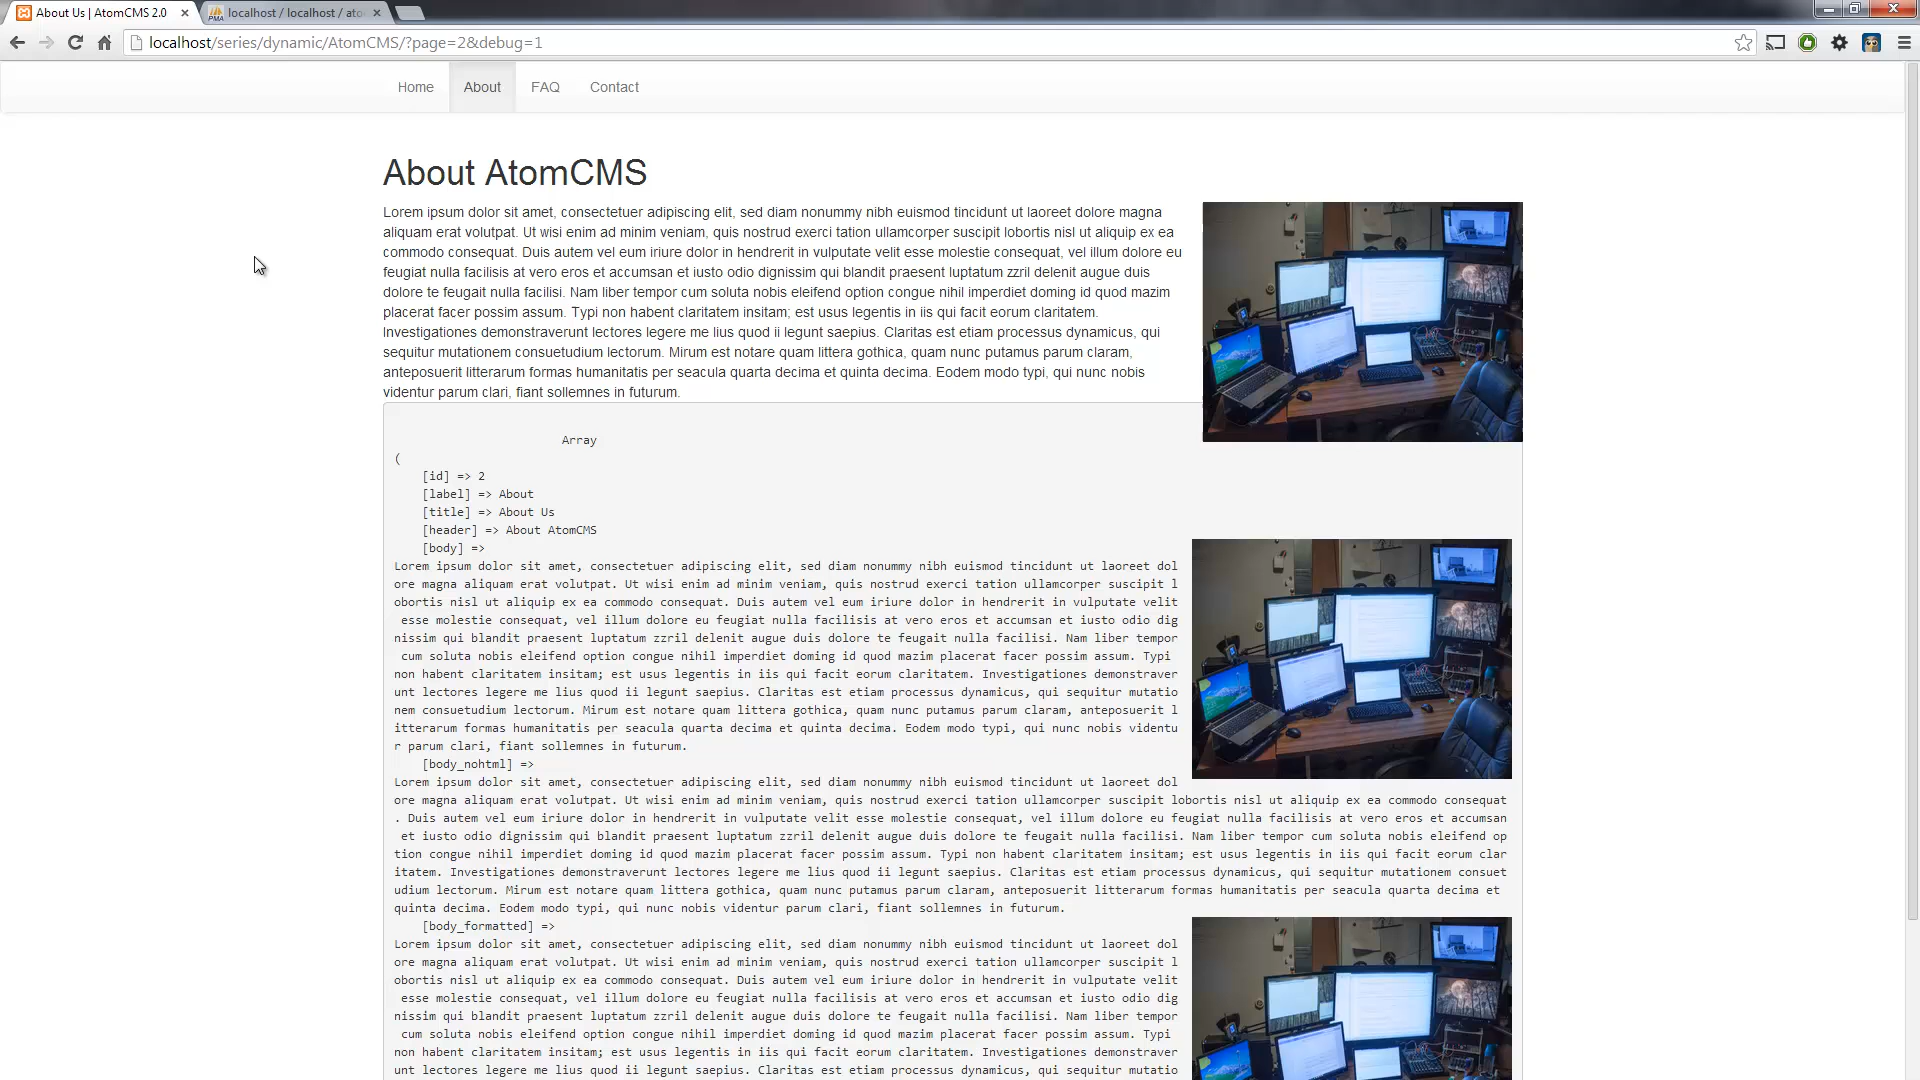 About Us | AtomCMS 2.0
localhost / localhost / ato
localhost/series/dynamic/AtomCMS/?page=2&debug=1
Home
About
FAQ
Contact
About AtomCMS
Lorem ipsum dolor sit amet, consectetuer adipiscing elit, sed diam nonummy nibh euismod tincidunt ut laoreet dolore magna
aliquam erat volutpat. Ut wisi enim ad minim veniam, quis nostrud exerci tation ullamcorper suscipit lobortis nisl ut aliquip ex ea
commodo consequat. Duis autem vel eum iriure dolor in hendrerit in vulputate velit esse molestie consequat, vel illum dolore eu
feugiat nulla facilisis at vero eros et accumsan et iusto odio dignissim qui blandit praesent luptatum zzril delenit augue duis
dolore te feugait nulla facilisi. Nam liber tempor cum soluta nobis eleifend option congue nihil imperdiet doming id quod mazim
placerat facer possim assum. Typi non habent claritatem insitam; est usus legentis in iis qui facit eorum claritatem.
Investigationes demonstraverunt lectores legere me lius quod ii legunt saepius. Claritas est etiam processus dynamicus, qui
sequitur mutationem consuetudium lectorum. Mirum est notare quam littera gothica, quam nunc putamus parum claram,
anteposuerit litterarum formas humanitatis per seacula quarta decima et quinta decima. Eodem modo typi, qui nunc nobis
videntur parum clari, fiant sollemnes in futurum.
Array
(
[id] => 2
[label] => About
[title] => About Us
[header] => About AtomCMS
[body] =>
Lorem ipsum dolor sit amet, consectetuer adipiscing elit, sed diam nonummy nibh euismod tincidunt ut laoreet dol
ore magna aliquam erat volutpat. Ut wisi enim ad minim veniam, quis nostrud exerci tation ullamcorper suscipit l
obortis nisl ut aliquip ex ea commodo consequat. Duis autem vel eum iriure dolor in hendrerit in vulputate velit
esse molestie consequat, vel illum dolore eu feugiat nulla facilisis at vero eros et accumsan et iusto odio dig
nissim qui blandit praesent luptatum zzril delenit augue duis dolore te feugait nulla facilisi. Nam liber tempor
cum soluta nobis eleifend option congue nihil imperdiet doming id quod mazim placerat facer possim assum. Typi
non habent claritatem insitam; est usus legentis in iis qui facit eorum claritatem. Investigationes demonstraver
unt lectores legere me lius quod ii legunt saepius. Claritas est etiam processus dynamicus, qui sequitur mutatio
nem consuetudium lectorum. Mirum est notare quam littera gothica, quam nunc putamus parum claram, anteposuerit l
itterarum formas humanitatis per seacula quarta decima et quinta decima. Eodem modo typi, qui nunc nobis videntu
r parum clari, fiant sollemnes in futurum.
[body_nohtml] =>
Lorem ipsum dolor sit amet, consectetuer adipiscing elit, sed diam nonummy nibh euismod tincidunt ut laoreet dol
ore magna aliquam erat volutpat. Ut wisi enim ad minim veniam, quis nostrud exerci tation ullamcorper suscipit lobortis nisl ut aliquip ex ea commodo consequat
. Duis autem vel eum iriure dolor in hendrerit in vulputate velit esse molestie consequat, vel illum dolore eu feugiat nulla facilisis at vero eros et accumsan
et iusto odio dignissim qui blandit praesent luptatum zzril delenit augue duis dolore te feugait nulla facilisi. Nam liber tempor cum soluta nobis eleifend op
tion congue nihil imperdiet doming id quod mazim placerat facer possim assum. Typi non habent claritatem insitam; est usus legentis in iis qui facit eorum clar
itatem. Investigationes demonstraverunt lectores legere me lius quod ii legunt saepius. Claritas est etiam processus dynamicus, qui sequitur mutationem consuet
udium lectorum. Mirum est notare quam littera gothica, quam nunc putamus parum claram, anteposuerit litterarum formas humanitatis per seacula quarta decima et
quinta decima. Eodem modo typi, qui nunc nobis videntur parum clari, fiant sollemnes in futurum.
[body_formatted] =>
Lorem ipsum dolor sit amet, consectetuer adipiscing elit, sed diam nonummy nibh euismod tincidunt ut laoreet dol
ore magna aliquam erat volutpat. Ut wisi enim ad minim veniam, quis nostrud exerci tation ullamcorper suscipit l
obortis nisl ut aliquip ex ea commodo consequat. Duis autem vel eum iriure dolor in hendrerit in vulputate velit
esse molestie consequat, vel illum dolore eu feugiat nulla facilisis at vero eros et accumsan et iusto odio dig
nissim qui blandit praesent luptatum zzril delenit augue duis dolore te feugait nulla facilisi. Nam liber tempor
cum soluta nobis eleifend option congue nihil imperdiet doming id quod mazim placerat facer possim assum. Typi
non habent claritatem insitam; est usus legentis in iis qui facit eorum claritatem. Investigationes demonstraver
unt lectores legere me lius quod ii legunt saepius. Claritas est etiam processus dynamicus, qui sequitur mutatio